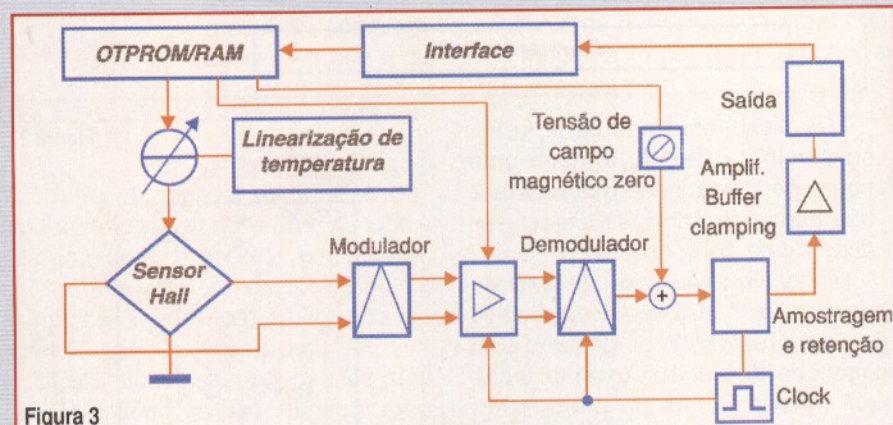 OTPROM/RAM
Interface
Saída
Linearização de
temperatura
Tensão de
campo
magnético zero
Amplif.
Buffer
clamping
Modulador
Demodulador
Sensor
Hall
+
Amostragem
e retenção
Clock
Figura 3